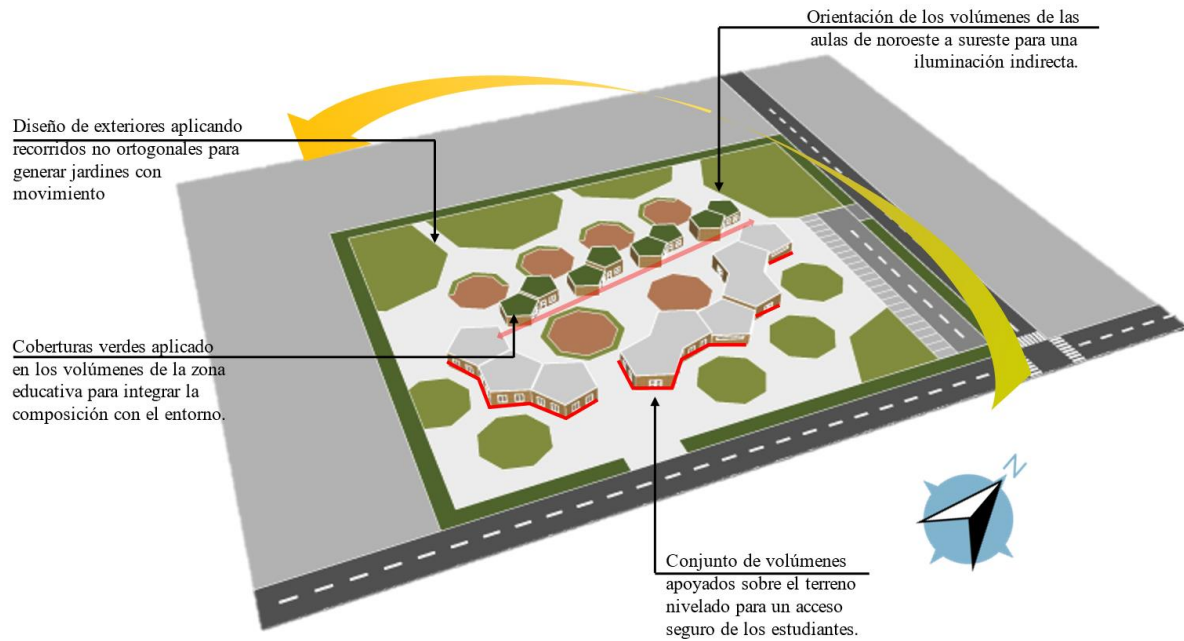 Orientación de los volúmenes de las
aulas de noroeste a sureste para una
iluminación indirecta.
Diseño de exteriores aplicando
recorridos no ortogonales para
generar jardines con
movimiento
Coberturas verdes aplicado
en los volúmenes de la zona
educativa para integrar la
composición con el entorno.
N
Conjunto de volúmenes
apoyados sobre el terreno
nivelado para un acceso
seguro de los estudiantes.